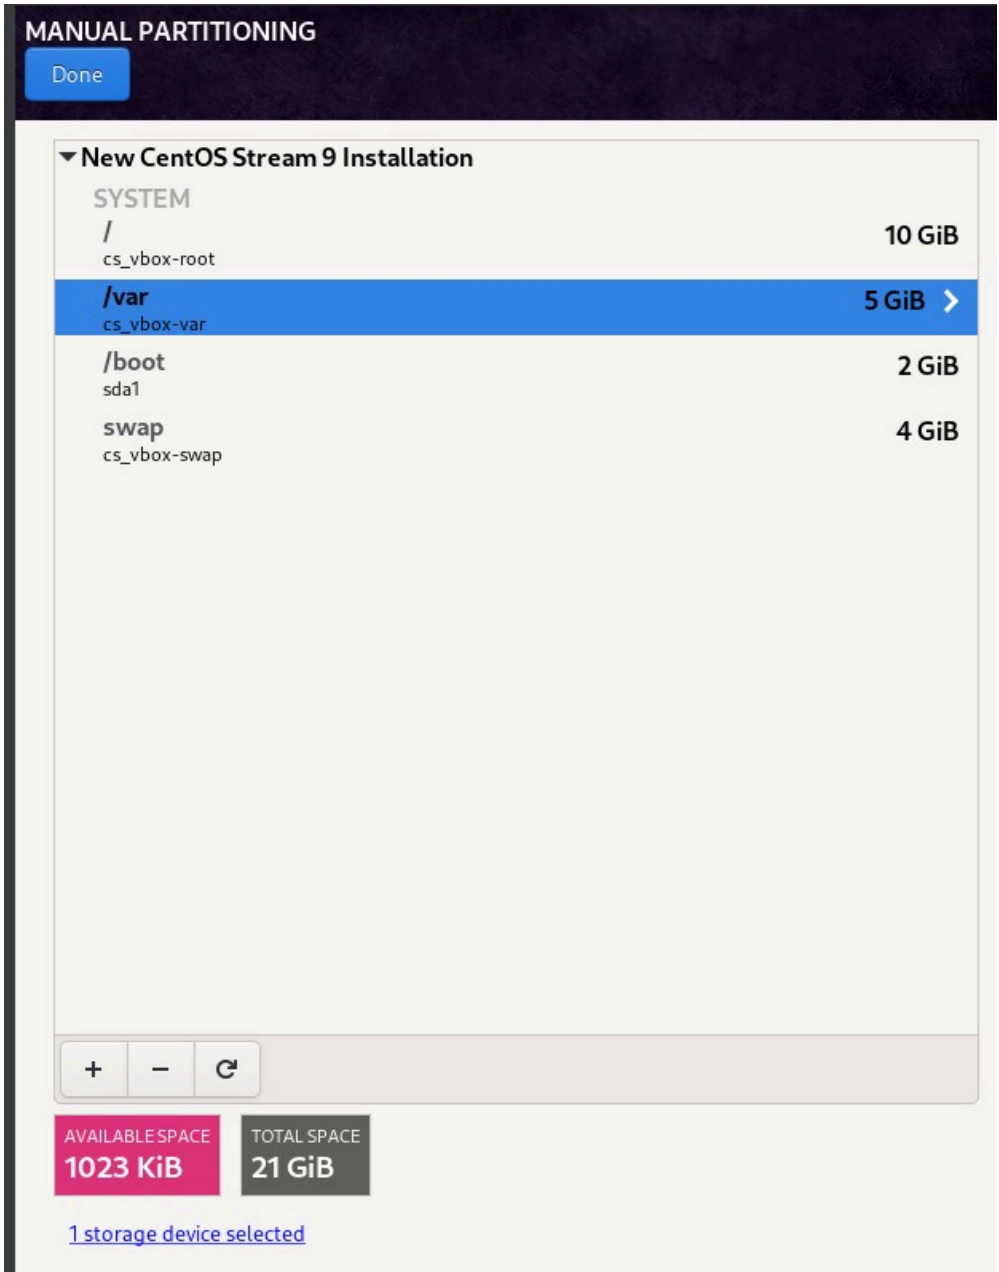 MANUAL PARTITIONING
Done
New CentOS Stream 9 Installation
SYSTEM
/ 10 GiB
cs_vbox-root
/var 5 GiB
cs_vbox-var
/boot 2 GiB
sda1
swap 4 GiB
cs_vbox-swap
AVAILABLE SPACE TOTAL SPACE
1023 KiB 21 GiB
1 storage device selected